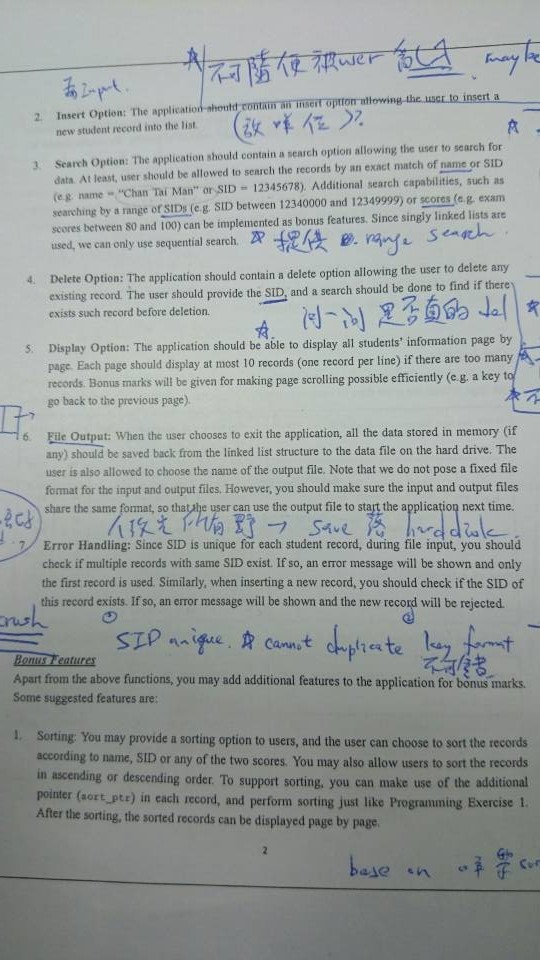 不可隨便被user 亂入 maybe
2. Insert Option: The application should contain an insert option allowing the user to insert a
new student record into the list. (放咩位)??
3. Search Option: The application should contain a search option allowing the user to search for
data. At least, user should be allowed to search the records by an exact match of name or SID
(e.g. name = "Chan Tai Man" or SID = 12345678). Additional search capabilities, such as
searching by a range of SIDs (e.g. SID between 12340000 and 12349999) or scores (e.g. exam
scores between 80 and 100) can be implemented as bonus features. Since singly linked lists are
used, we can only use sequential search. 提供 range search.
4. Delete Option: The application should contain a delete option allowing the user to delete any
existing record. The user should provide the SID, and a search should be done to find if there
exists such record before deletion. 問一問 是否真的 del
5. Display Option: The application should be able to display all students' information page by
page. Each page should display at most 10 records (one record per line) if there are too many
records. Bonus marks will be given for making page scrolling possible efficiently (e.g. a key to
go back to the previous page).
6. File Output: When the user chooses to exit the application, all the data stored in memory (if
any) should be saved back from the linked list structure to the data file on the hard drive. The
user is also allowed to choose the name of the output file. Note that we do not pose a fixed file
format for the input and output files. However, you should make sure the input and output files
share the same format, so that the user can use the output file to start the application next time.
所有野 → save 落 harddisk.
7. Error Handling: Since SID is unique for each student record, during file input, you should
check if multiple records with same SID exist. If so, an error message will be shown and only
the first record is used. Similarly, when inserting a new record, you should check if the SID of
this record exists. If so, an error message will be shown and the new record will be rejected.
crush
① ②
SID unique. cannot duplicate key format
Bonus Features
Apart from the above functions, you may add additional features to the application for bonus marks.
Some suggested features are:
1. Sorting: You may provide a sorting option to users, and the user can choose to sort the records
according to name, SID or any of the two scores. You may also allow users to sort the records
in ascending or descending order. To support sorting, you can make use of the additional
pointer (sort_ptr) in each record, and perform sorting just like Programming Exercise 1.
After the sorting, the sorted records can be displayed page by page.
2
base on